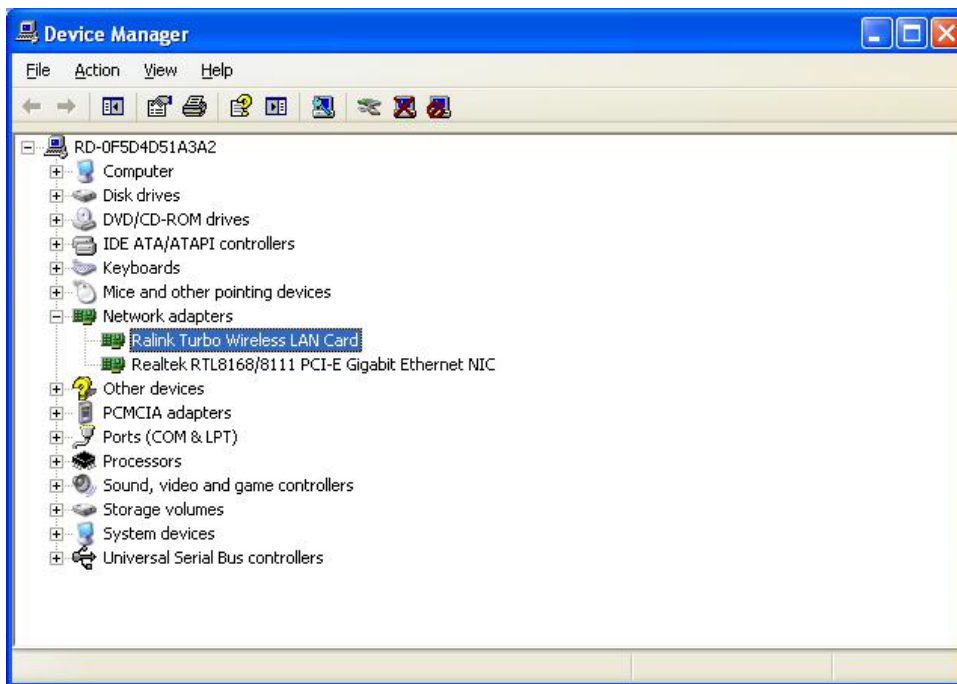 Device Manager
File Action View Help
RD-0F5D4D51A3A2
Computer
Disk drives
DVD/CD-ROM drives
IDE ATA/ATAPI controllers
Keyboards
Mice and other pointing devices
Network adapters
Ralink Turbo Wireless LAN Card
Realtek RTL8168/8111 PCI-E Gigabit Ethernet NIC
Other devices
PCMCIA adapters
Ports (COM & LPT)
Processors
Sound, video and game controllers
Storage volumes
System devices
Universal Serial Bus controllers